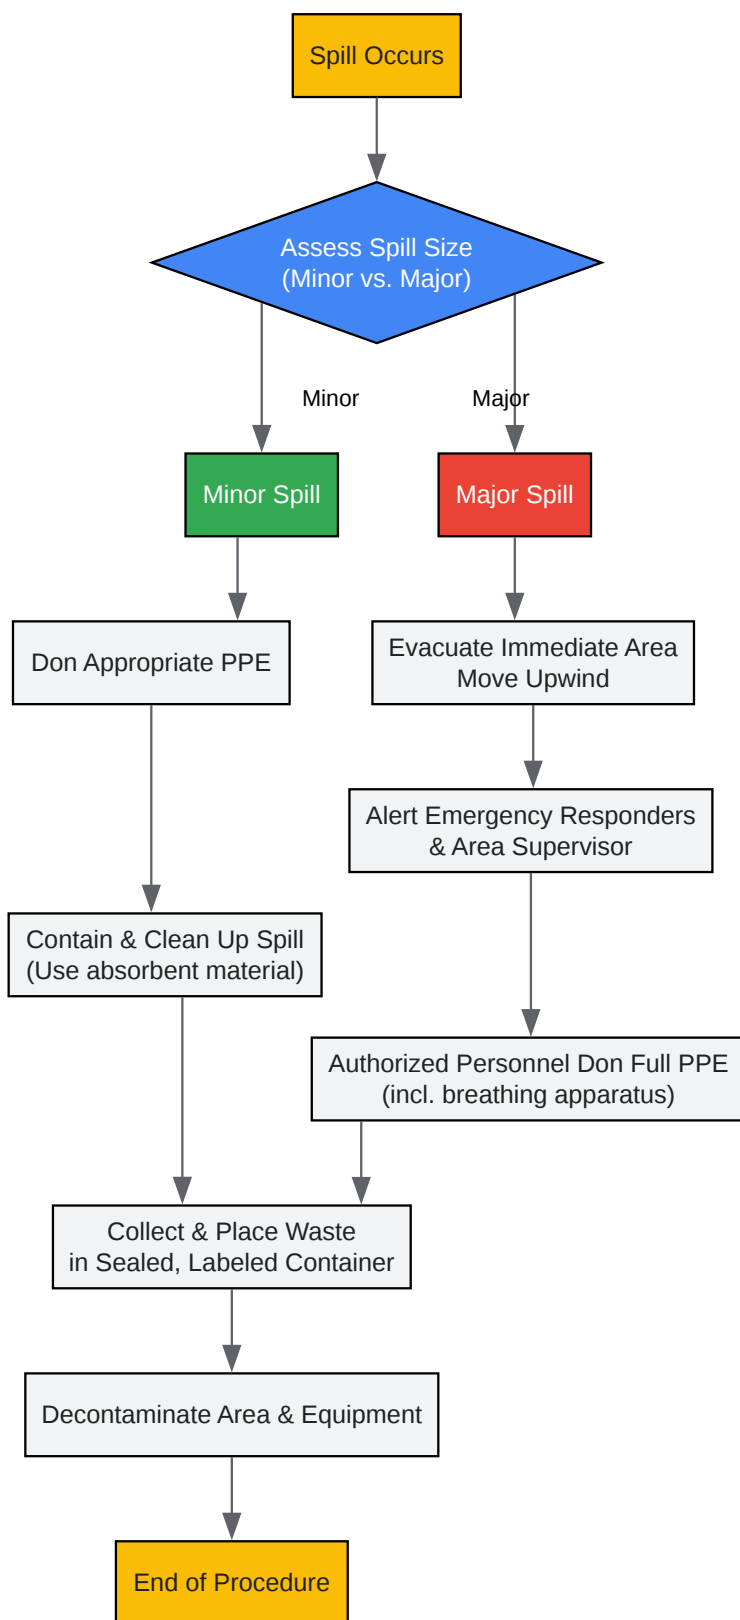 Spill Occurs
Assess Spill Size
(Minor vs. Major)
Minor
Major
Minor Spill
Major Spill
Don Appropriate PPE
Evacuate Immediate Area
Move Upwind
Alert Emergency Responders
& Area Supervisor
Contain & Clean Up Spill
(Use absorbent material)
Authorized Personnel Don Full PPE
(incl. breathing apparatus)
Collect & Place Waste
in Sealed, Labeled Container
Decontaminate Area & Equipment
End of Procedure